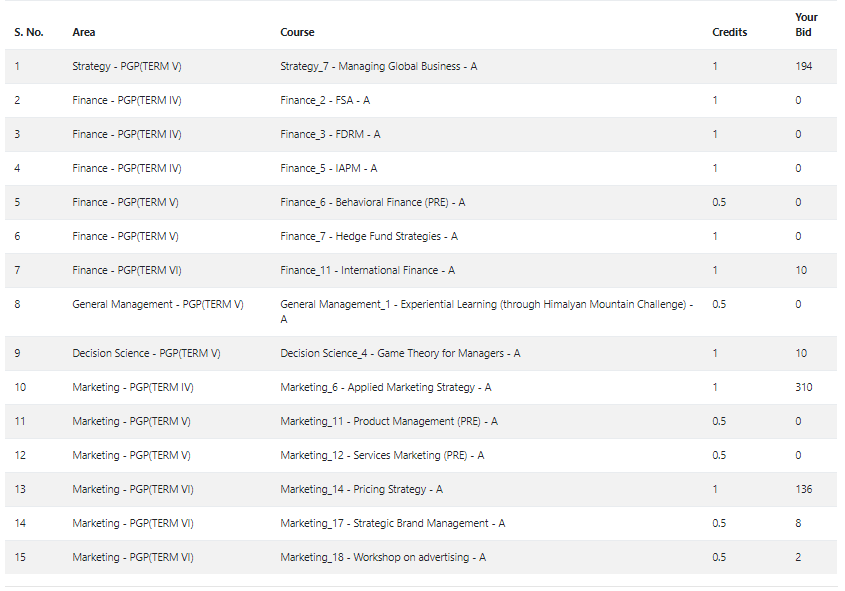 S. No. Area Course Credits Your Bid
1 Strategy - PGP(TERM V) Strategy_7 - Managing Global Business - A 1 194
2 Finance - PGP(TERM IV) Finance_2 - FSA - A 1 0
3 Finance - PGP(TERM IV) Finance_3 - FDRM - A 1 0
4 Finance - PGP(TERM IV) Finance_5 - IAPM - A 1 0
5 Finance - PGP(TERM V) Finance_6 - Behavioral Finance (PRE) - A 0.5 0
6 Finance - PGP(TERM V) Finance_7 - Hedge Fund Strategies - A 1 0
7 Finance - PGP(TERM VI) Finance_11 - International Finance - A 1 10
8 General Management - PGP(TERM V) General Management_1 - Experiential Learning (through Himalyan Mountain Challenge) - 0.5 0
A
9 Decision Science - PGP(TERM V) Decision Science_4 - Game Theory for Managers - A 1 10
10 Marketing - PGP(TERM IV) Marketing_6 - Applied Marketing Strategy - A 1 310
11 Marketing - PGP(TERM V) Marketing_11 - Product Management (PRE) - A 0.5 0
12 Marketing - PGP(TERM V) Marketing_12 - Services Marketing (PRE) - A 0.5 0
13 Marketing - PGP(TERM VI) Marketing_14 - Pricing Strategy - A 1 136
14 Marketing - PGP(TERM VI) Marketing_17 - Strategic Brand Management - A 0.5 8
15 Marketing - PGP(TERM VI) Marketing_18 - Workshop on advertising - A 0.5 2